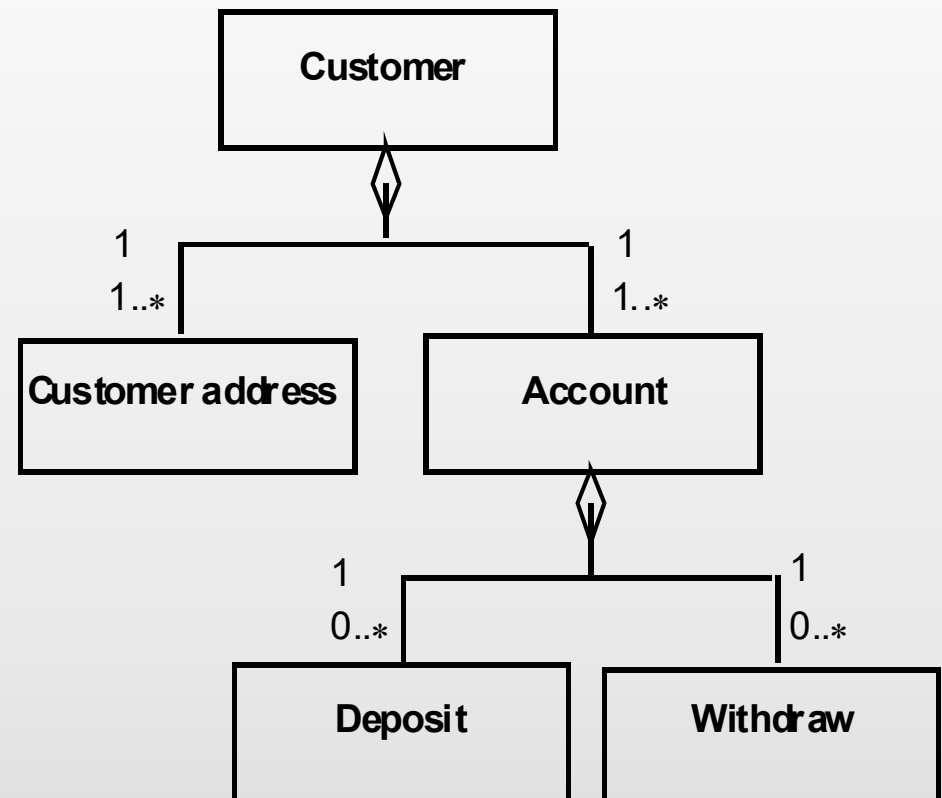 Customer
1 1
1..* 1..*
Customer address Account
1 1
0..* 0..*
Deposit Withdraw